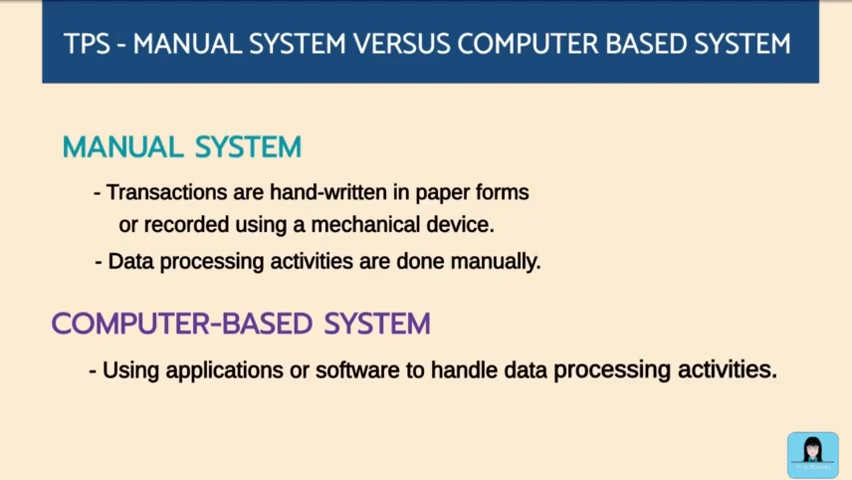 TPS - MANUAL SYSTEM VERSUS COMPUTER BASED SYSTEM
MANUAL SYSTEM
- Transactions are hand-written in paper forms
or recorded using a mechanical device.
- Data processing activities are done manually.
COMPUTER-BASED SYSTEM
- Using applications or software to handle data processing activities.